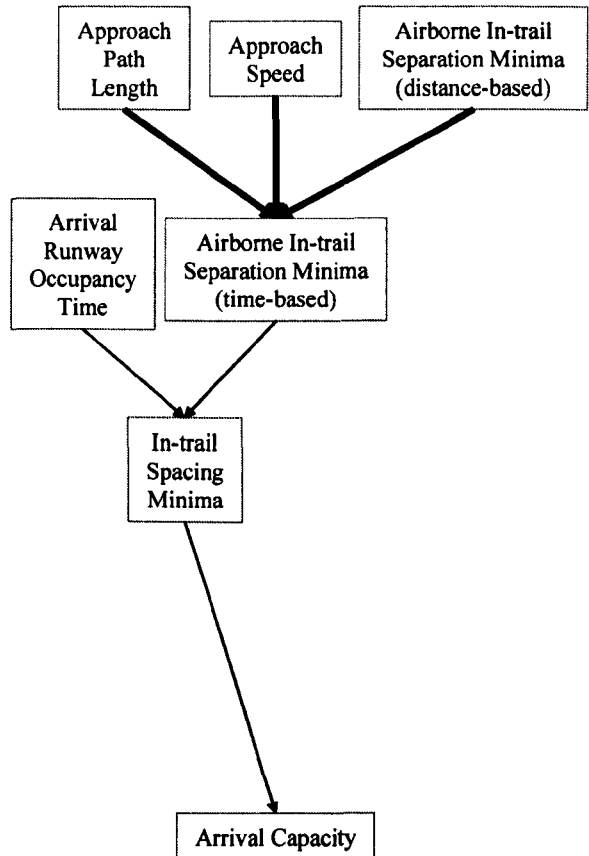 Approach
Path
Length
Approach
Speed
Airborne In-trail
Separation Minima
(distance-based)
Arrival
Runway
Occupancy
Time
Airborne In-trail
Separation Minima
(time-based)
In-trail
Spacing
Minima
Arrival Capacity